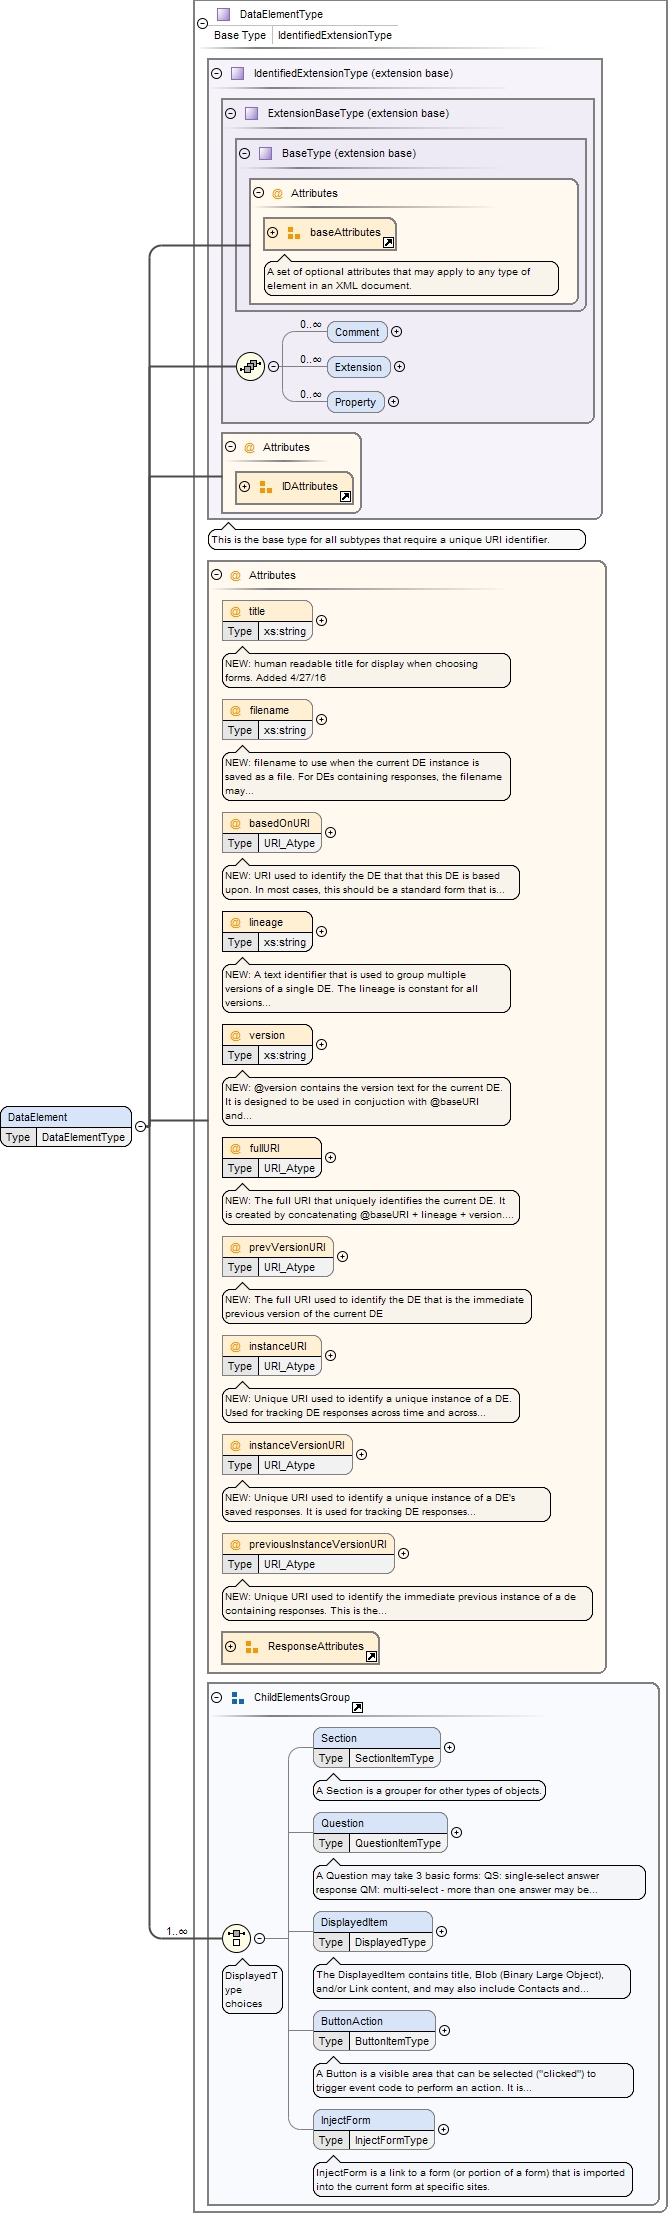 DataElementType
Base Type IdentifiedExtensionType
IdentifiedExtensionType (extension base)
ExtensionBaseType (extension base)
BaseType (extension base)
@ Attributes
baseAttributes
A set of optional attributes that may apply to any type of
element in an XML document.
0..∞ Comment
0..∞ Extension
0..∞ Property
@ Attributes
IDAttributes
This is the base type for all subtypes that require a unique URI identifier.
@ Attributes
@ title
Type xs:string
NEW: human readable title for display when choosing
forms. Added 4/27/16
@ filename
Type xs:string
NEW: filename to use when the current DE instance is
saved as a file. For DEs containing responses, the filename
may...
@ basedOnURI
Type URI_Atype
NEW: URI used to identify the DE that that this DE is based
upon. In most cases, this should be a standard form that is...
@ lineage
Type xs:string
NEW: A text identifier that is used to group multiple
versions of a single DE. The lineage is constant for all
versions...
@ version
Type xs:string
NEW: @version contains the version text for the current DE.
It is designed to be used in conjuction with @baseURI
and...
DataElement
Type DataElementType
@ fullURI
Type URI_Atype
NEW: The full URI that uniquely identifies the current DE. It
is created by concatenating @baseURI + lineage + version....
@ prevVersionURI
Type URI_Atype
NEW: The full URI used to identify the DE that is the immediate
previous version of the current DE
@ instanceURI
Type URI_Atype
NEW: Unique URI used to identify a unique instance of a DE.
Used for tracking DE responses across time and across...
@ instanceVersionURI
Type URI_Atype
NEW: Unique URI used to identify a unique instance of a DE's
saved responses. It is used for tracking DE responses...
@ previousInstanceVersionURI
Type URI_Atype
NEW: Unique URI used to identify the immediate previous instance of a de
containing responses. This is the...
ResponseAttributes
ChildElementsGroup
Section
Type SectionItemType
A Section is a grouper for other types of objects.
Question
Type QuestionItemType
A Question may take 3 basic forms: QS: single-select answer
response QM: multi-select - more than one answer may be...
1..∞
DisplayedT
ype
choices
DisplayedItem
Type DisplayedType
The DisplayedItem contains title, Blob (Binary Large Object),
and/or Link content, and may also include Contacts and...
ButtonAction
Type ButtonItemType
A Button is a visible area that can be selected ("clicked") to
trigger event code to perform an action. It is...
InjectForm
Type InjectFormType
InjectForm is a link to a form (or portion of a form) that is imported
into the current form at specific sites.